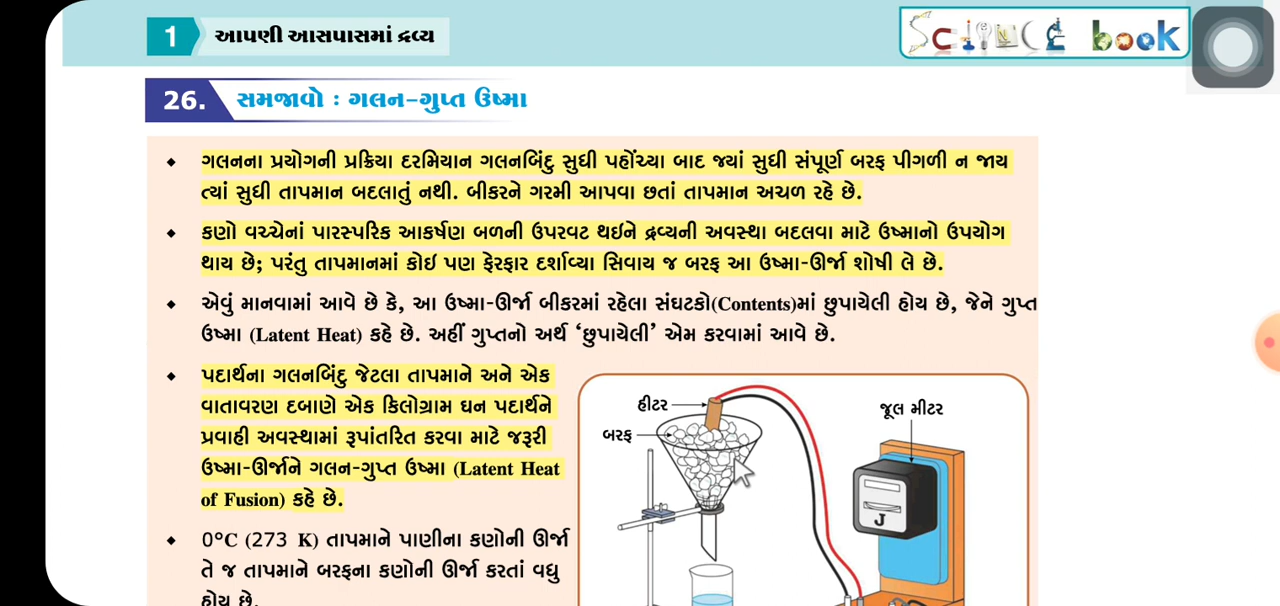 1 આપણી આસપાસમાં દ્રવ્ય
Science book
26. સમજાવો : ગલન-ગુપ્ત ઉષ્મા
◆ ગલનના પ્રયોગની પ્રક્રિયા દરમિયાન ગલનબિંદુ સુધી પહોંચ્યા બાદ જ્યાં સુધી સંપૂર્ણ બરફ પીગળી ન જાય
ત્યાં સુધી તાપમાન બદલાતું નથી. બીકરને ગરમી આપવા છતાં તાપમાન અચળ રહે છે.
◆ કણો વચ્ચેનાં પારસ્પરિક આકર્ષણ બળની ઉપરવટ થઈને દ્રવ્યની અવસ્થા બદલવા માટે ઉષ્માનો ઉપયોગ
થાય છે; પરંતુ તાપમાનમાં કોઈ પણ ફેરફાર દર્શાવ્યા સિવાય જ બરફ આ ઉષ્મા-ઊર્જા શોષી લે છે.
◆ એવું માનવામાં આવે છે કે, આ ઉષ્મા-ઊર્જા બીકરમાં રહેલા સંઘટકો(Contents)માં છુપાયેલી હોય છે, જેને ગુપ્ત
ઉષ્મા (Latent Heat) કહે છે. અહીં ગુપ્તનો અર્થ ‘છુપાયેલી’ એમ કરવામાં આવે છે.
◆ પદાર્થના ગલનબિંદુ જેટલા તાપમાને અને એક
વાતાવરણ દબાણે એક કિલોગ્રામ ઘન પદાર્થને
પ્રવાહી અવસ્થામાં રૂપાંતરિત કરવા માટે જરૂરી
ઉષ્મા-ઊર્જાને ગલન-ગુપ્ત ઉષ્મા (Latent Heat
of Fusion) કહે છે.
◆ 0°C (273 K) તાપમાને પાણીના કણોની ઊર્જા
તે જ તાપમાને બરફના કણોની ઊર્જા કરતાં વધુ
હોય છે.
હીટર
બરફ
જૂલ મીટર
J